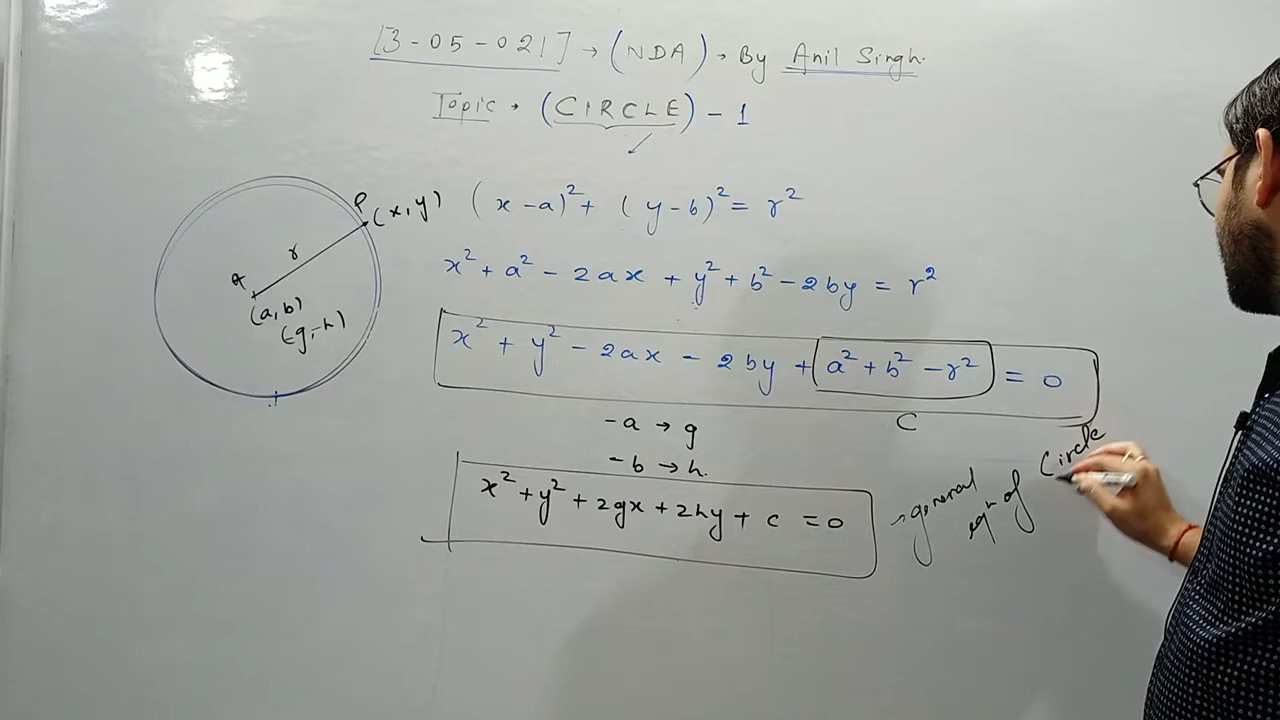 [3-05-021] → (NDA) → By Anil Singh.
Topic → (CIRCLE) - 1
P (x, y)
r
(a, b)
(g, h)
(x - a)² + (y - b)² = r²
x² + a² - 2ax + y² + b² - 2by = r²
x² + y² - 2ax - 2by + a² + b² - r² = 0
C
-a → g
-b → h.
x² + y² + 2gx + 2hy + c = 0
→ general
eqⁿ of Circle